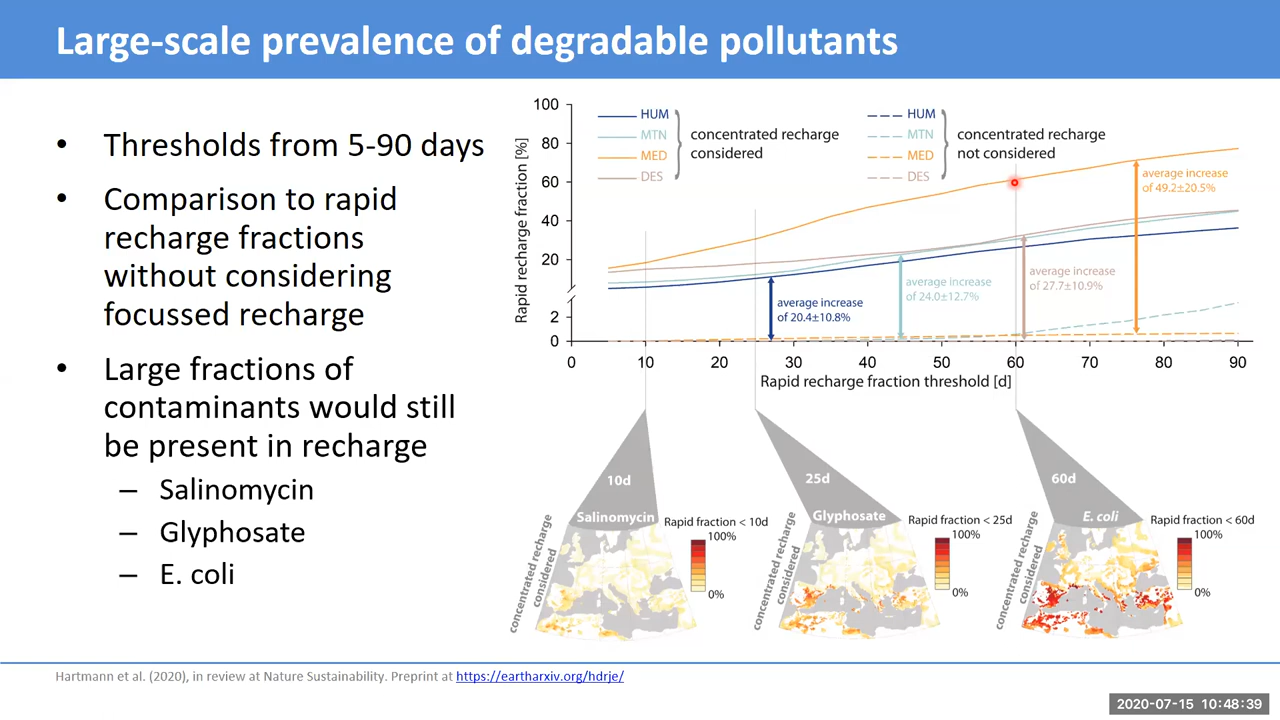 Large-scale prevalence of degradable pollutants
• Thresholds from 5-90 days
• Comparison to rapid
recharge fractions
without considering
focussed recharge
• Large fractions of
contaminants would still
be present in recharge
– Salinomycin
– Glyphosate
– E. coli
Rapid recharge fraction [%]
100
80
60
40
20
2
0
HUM
MTN
MED
DES
concentrated recharge
considered
HUM
MTN
MED
DES
concentrated recharge
not considered
average increase
of 49.2±20.5%
average increase
of 27.7±10.9%
average increase
of 24.0±12.7%
average increase
of 20.4±10.8%
0 10 20 30 40 50 60 70 80 90
Rapid recharge fraction threshold [d]
10d
Salinomycin
concentrated recharge
considered
Rapid fraction < 10d
100%
0%
25d
Glyphosate
concentrated recharge
considered
Rapid fraction < 25d
100%
0%
60d
E. coli
concentrated recharge
considered
Rapid fraction < 60d
100%
0%
Hartmann et al. (2020), in review at Nature Sustainability. Preprint at https://eartharxiv.org/hdrje/
2020-07-15 10:48:39